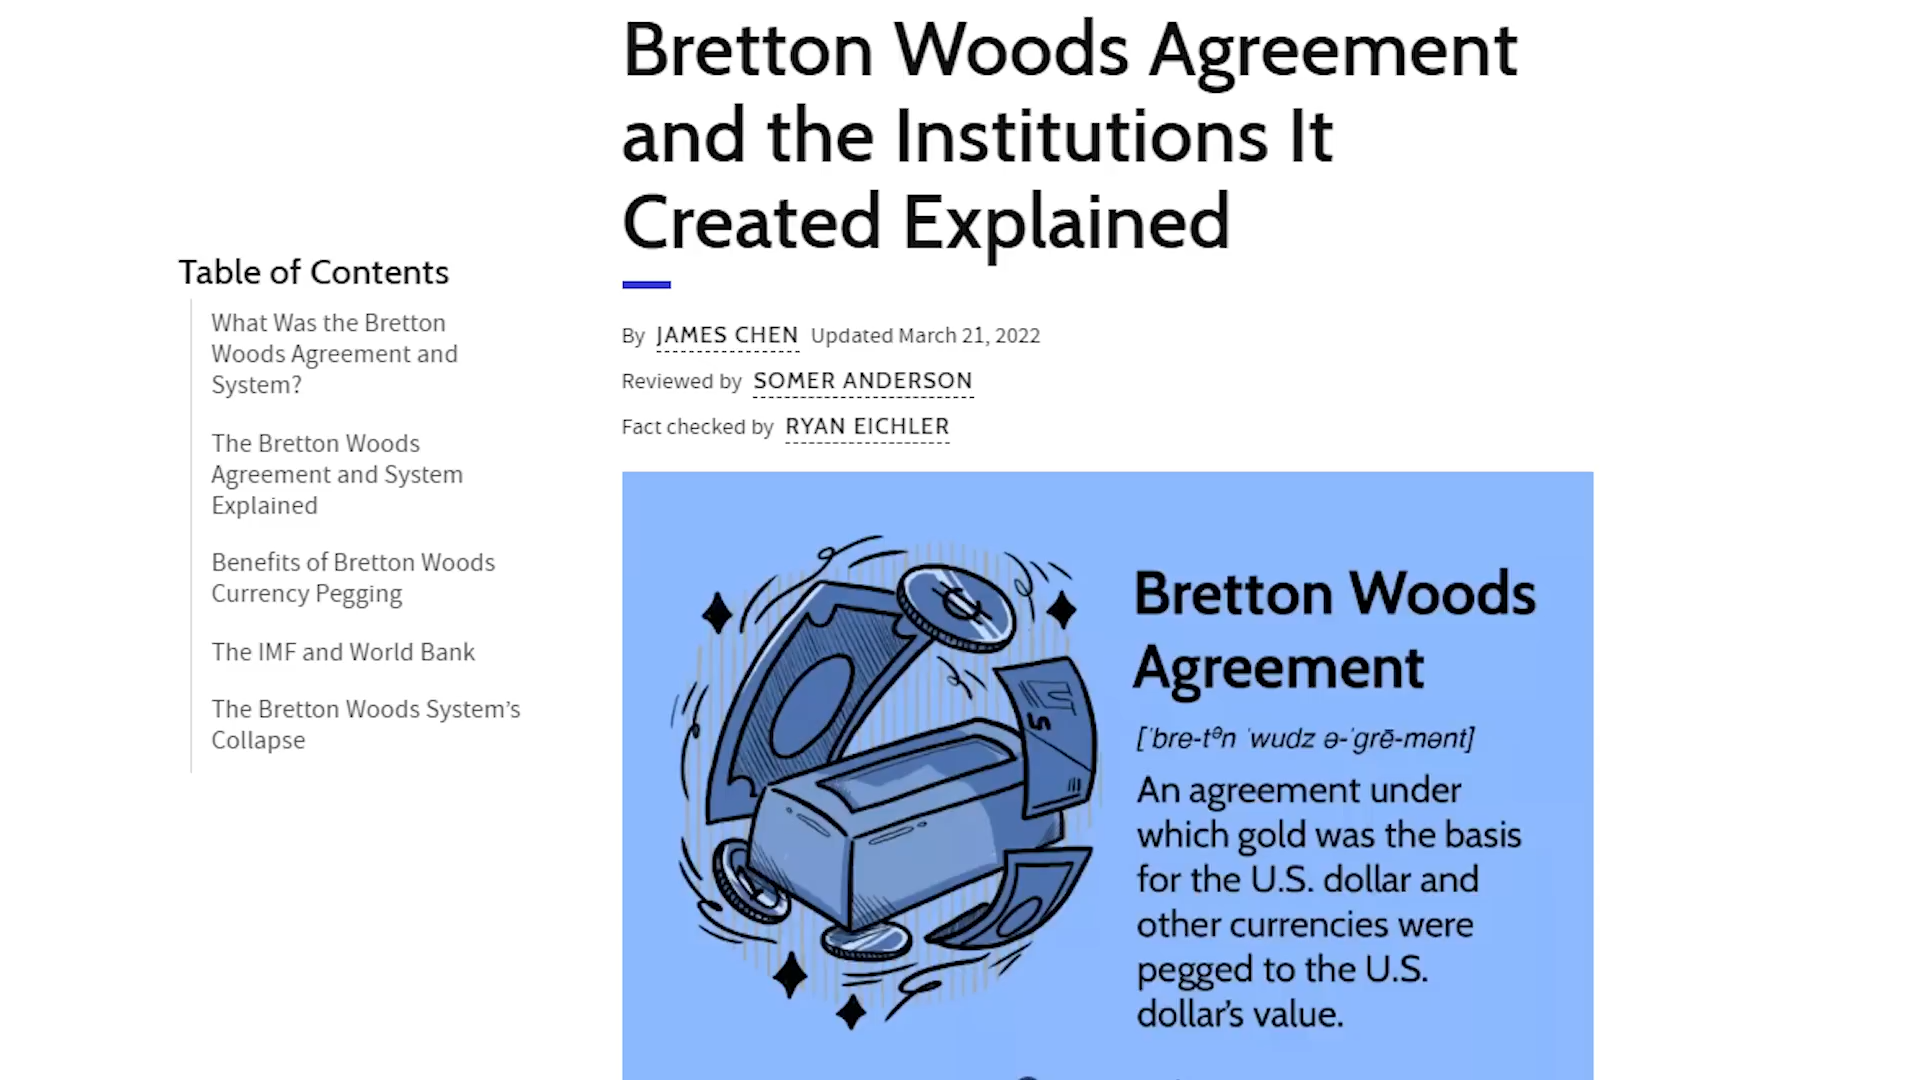 Bretton Woods Agreement
and the Institutions It
Created Explained
Table of Contents
What Was the Bretton
Woods Agreement and
System?
The Bretton Woods
Agreement and System
Explained
Benefits of Bretton Woods
Currency Pegging
The IMF and World Bank
The Bretton Woods System’s
Collapse
By JAMES CHEN Updated March 21, 2022
Reviewed by SOMER ANDERSON
Fact checked by RYAN EICHLER
Bretton Woods
Agreement
[ˈbre-tᵊn ˈwudz ə-ˈgrē-mənt]
An agreement under
which gold was the basis
for the U.S. dollar and
other currencies were
pegged to the U.S.
dollar’s value.